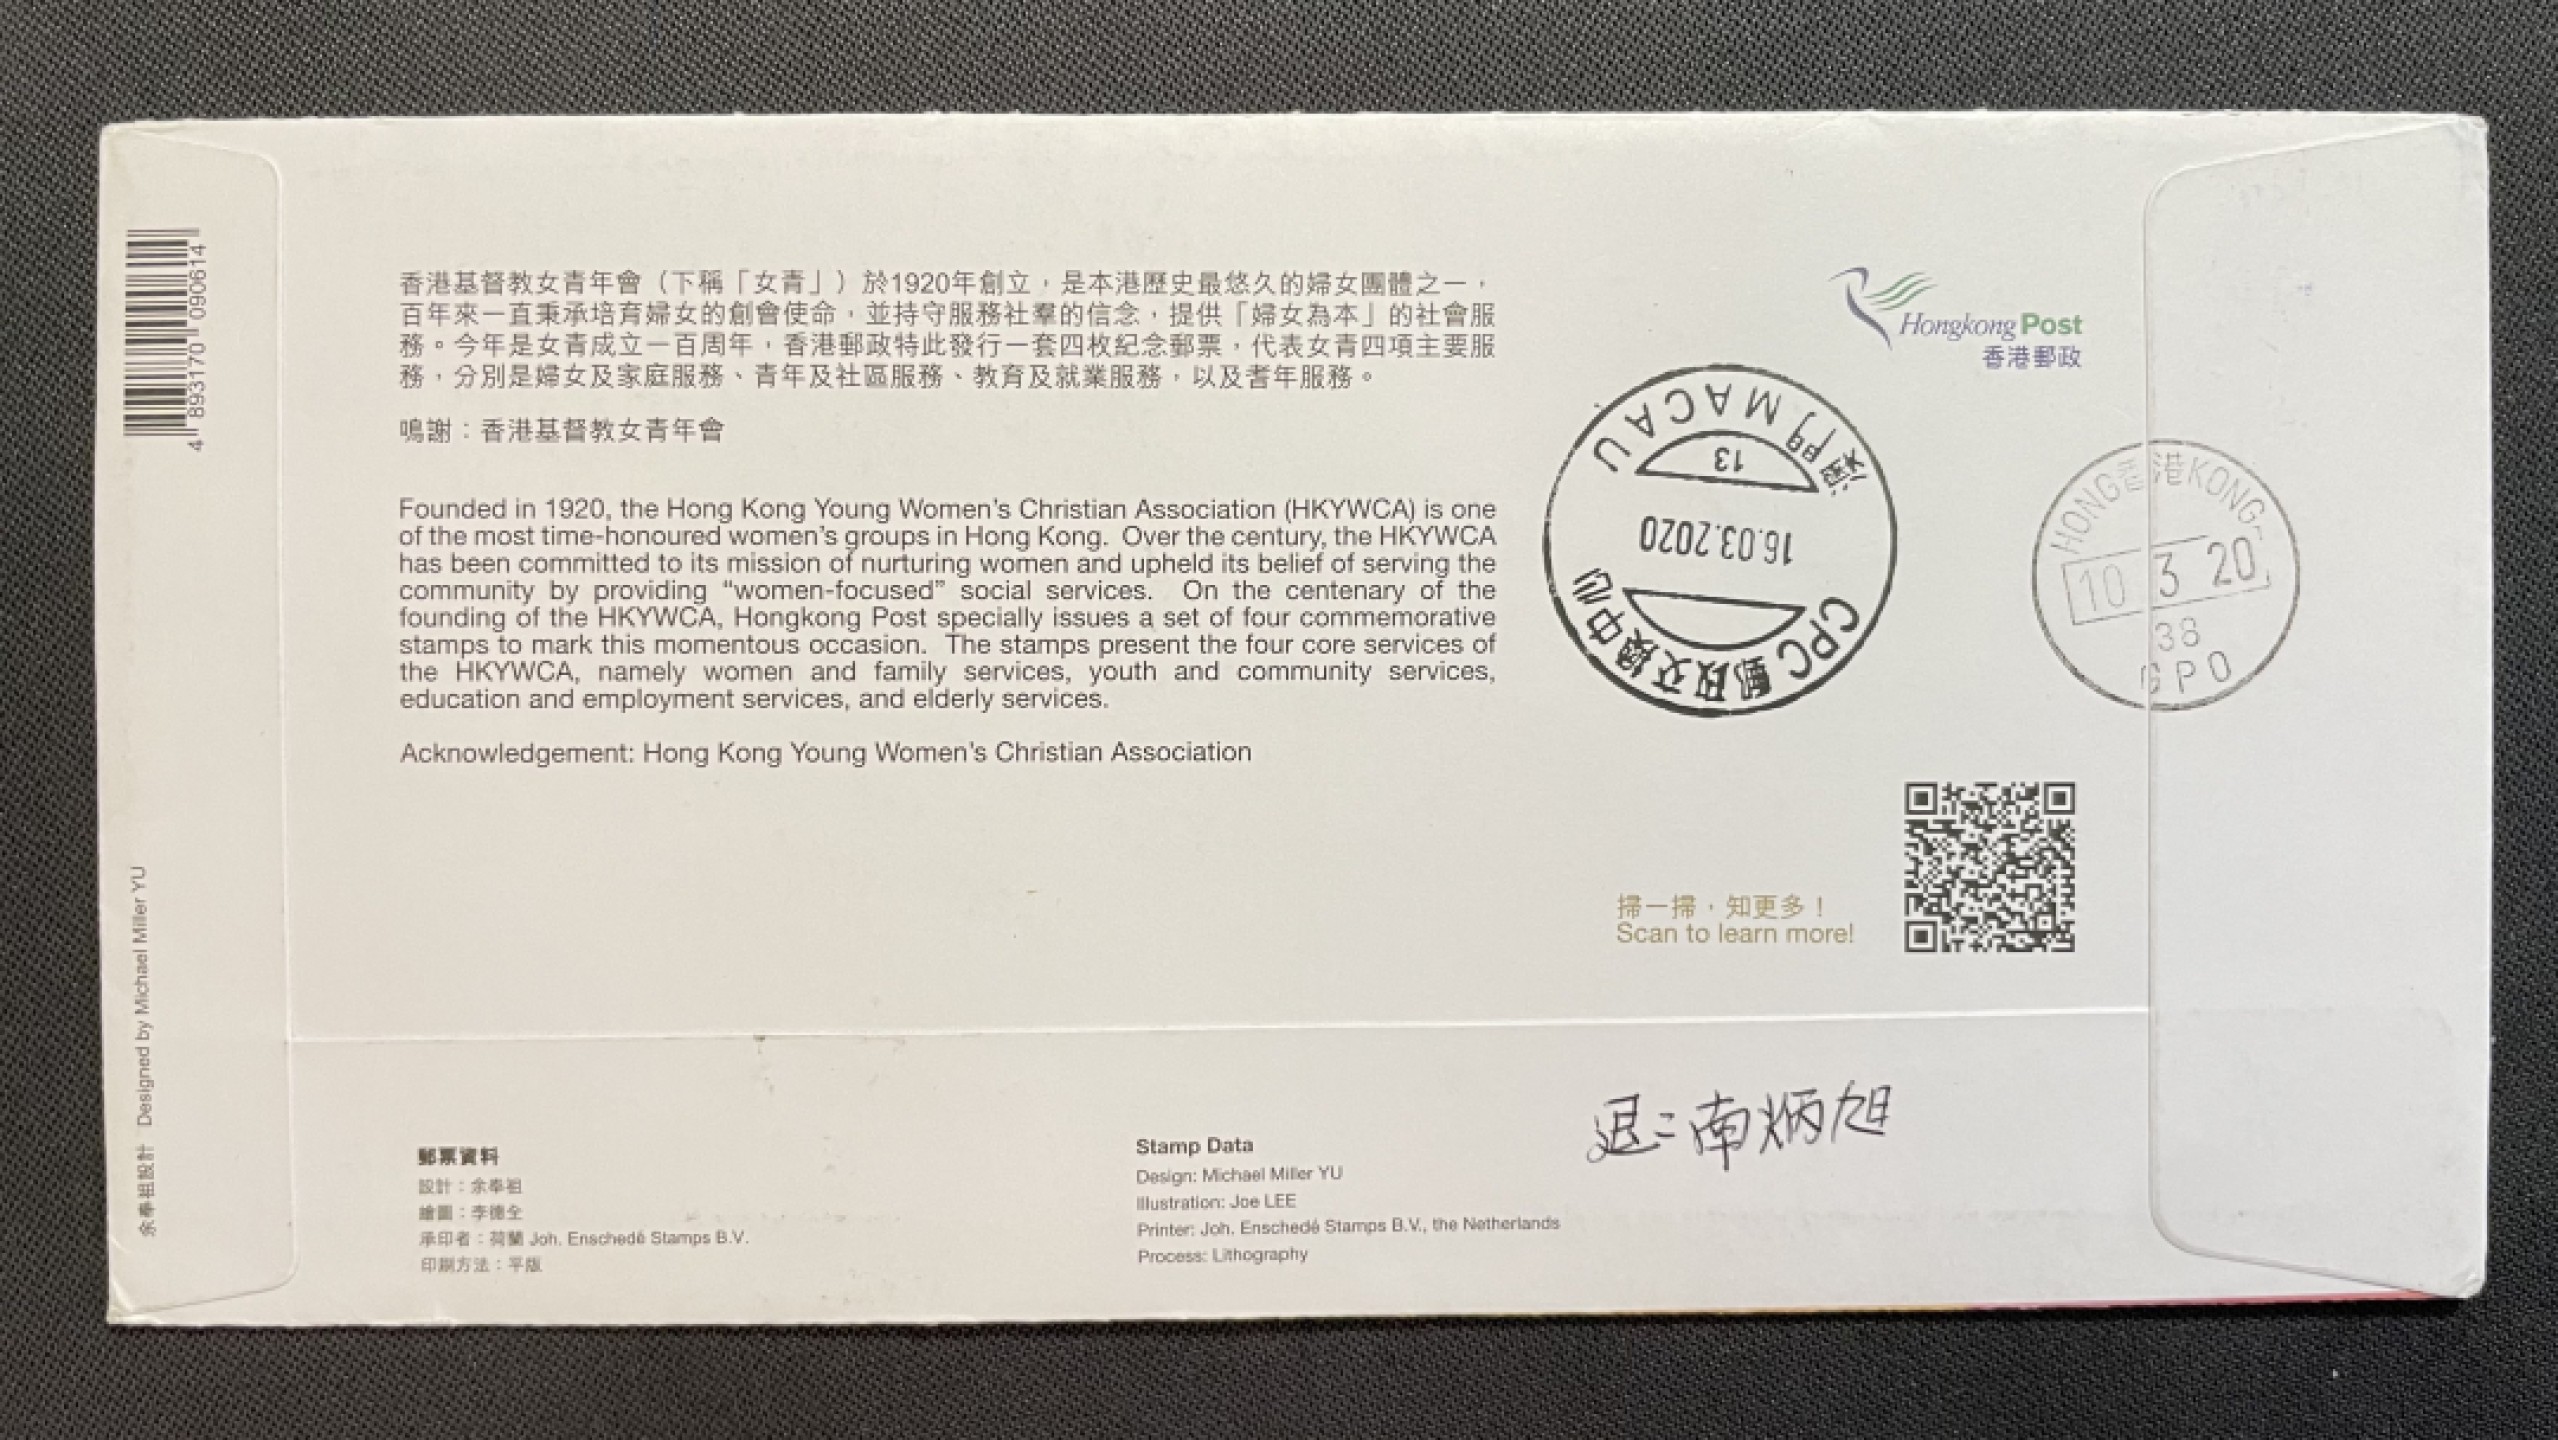 4 893170 090614
香港基督教女青年會（下稱「女青」）於1920年創立，是本港歷史最悠久的婦女團體之一，
百年來一直秉承培育婦女的創會使命，並持守服務社羣的信念，提供「婦女為本」的社會服
務。今年是女青成立一百周年，香港郵政特此發行一套四枚紀念郵票，代表女青四項主要服
務，分別是婦女及家庭服務、青年及社區服務、教育及就業服務，以及耆年服務。
鳴謝：香港基督教女青年會
Founded in 1920, the Hong Kong Young Women's Christian Association (HKYWCA) is one
of the most time-honoured women's groups in Hong Kong. Over the century, the HKYWCA
has been committed to its mission of nurturing women and upheld its belief of serving the
community by providing “women-focused” social services. On the centenary of the
founding of the HKYWCA, Hongkong Post specially issues a set of four commemorative
stamps to mark this momentous occasion. The stamps present the four core services of
the HKYWCA, namely women and family services, youth and community services,
education and employment services, and elderly services.
Acknowledgement: Hong Kong Young Women's Christian Association
Hongkong Post
香港郵政
澳門 MACAU
13
16.03.2020
CPC 郵政交換中心
HONG香港KONG
10 3 20
38
GPO
掃一掃，知更多！
Scan to learn more!
余奉祖設計 Designed by Michael Miller YU
郵票資料
設計：余奉祖
繪圖：李德全
承印者：荷蘭 Joh. Enschedé Stamps B.V.
印刷方法：平版
Stamp Data
Design: Michael Miller YU
Illustration: Joe LEE
Printer: Joh. Enschedé Stamps B.V., the Netherlands
Process: Lithography
退：南炳旭